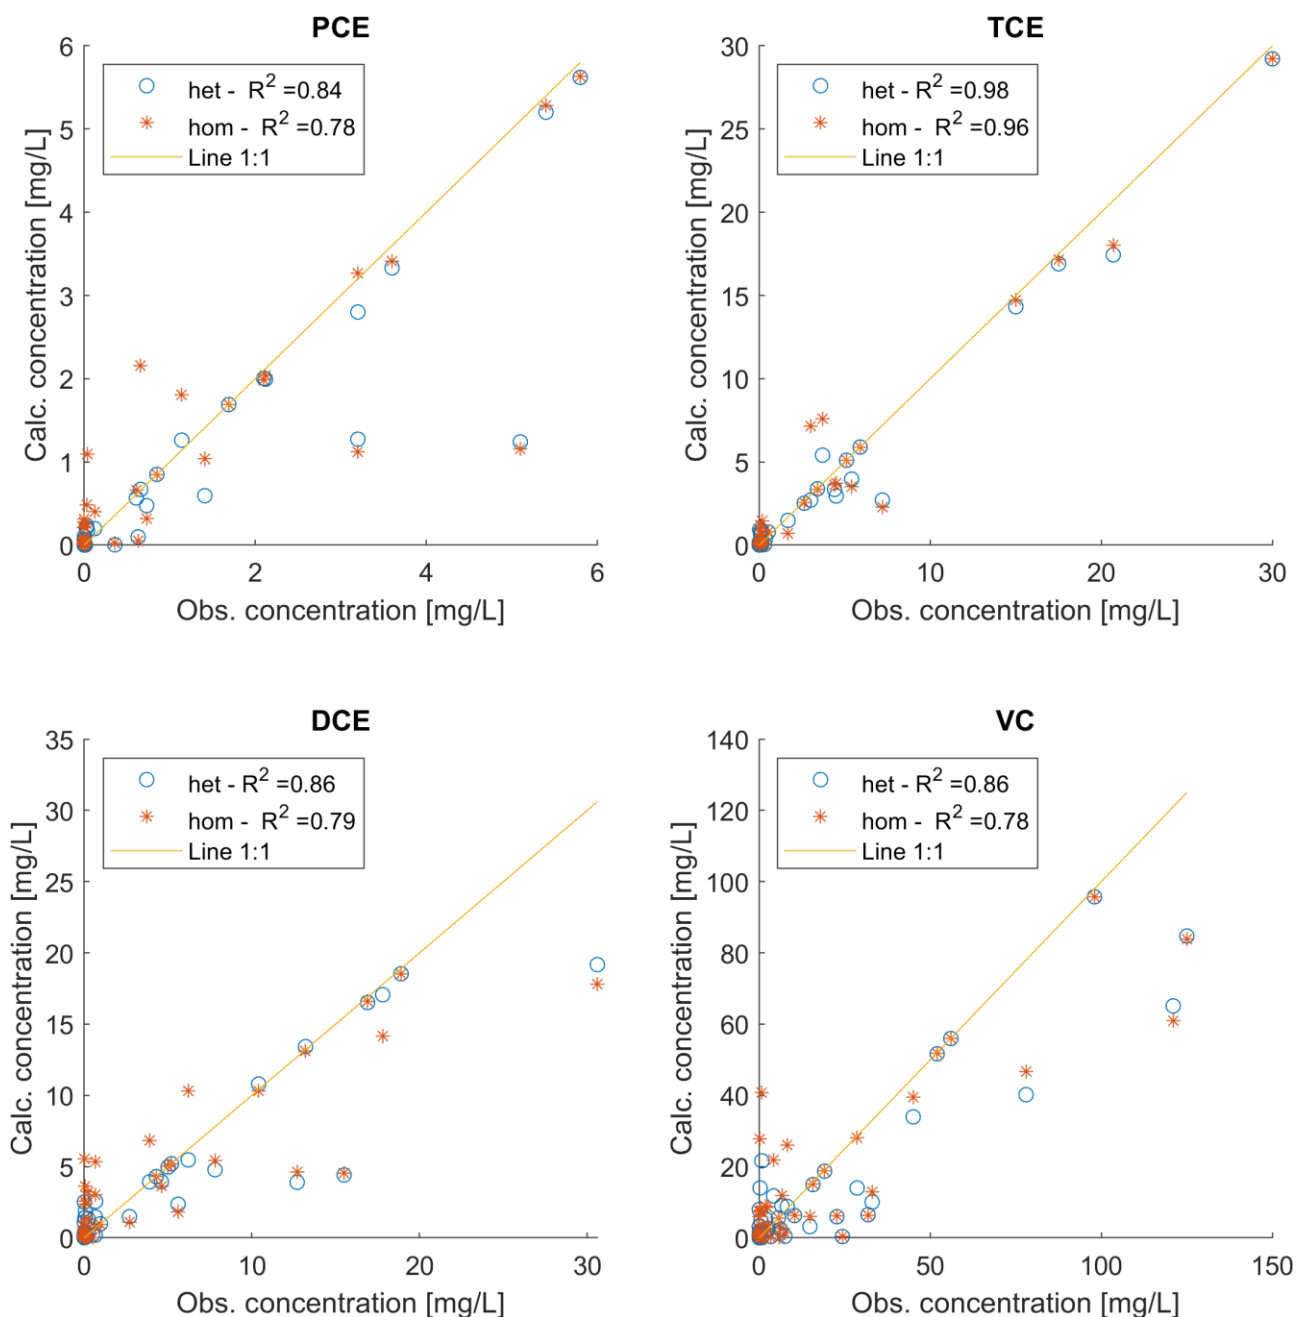 PCE
6
5
4
3
2
1
0
0
2
4
6
Calc. concentration [mg/L]
Obs. concentration [mg/L]
het - R² =0.84
hom - R² =0.78
Line 1:1
TCE
30
25
20
15
10
5
0
0
10
20
30
Calc. concentration [mg/L]
Obs. concentration [mg/L]
het - R² =0.98
hom - R² =0.96
Line 1:1
DCE
35
30
25
20
15
10
5
0
0
10
20
30
Calc. concentration [mg/L]
Obs. concentration [mg/L]
het - R² =0.86
hom - R² =0.79
Line 1:1
VC
140
120
100
80
60
40
20
0
0
50
100
150
Calc. concentration [mg/L]
Obs. concentration [mg/L]
het - R² =0.86
hom - R² =0.78
Line 1:1